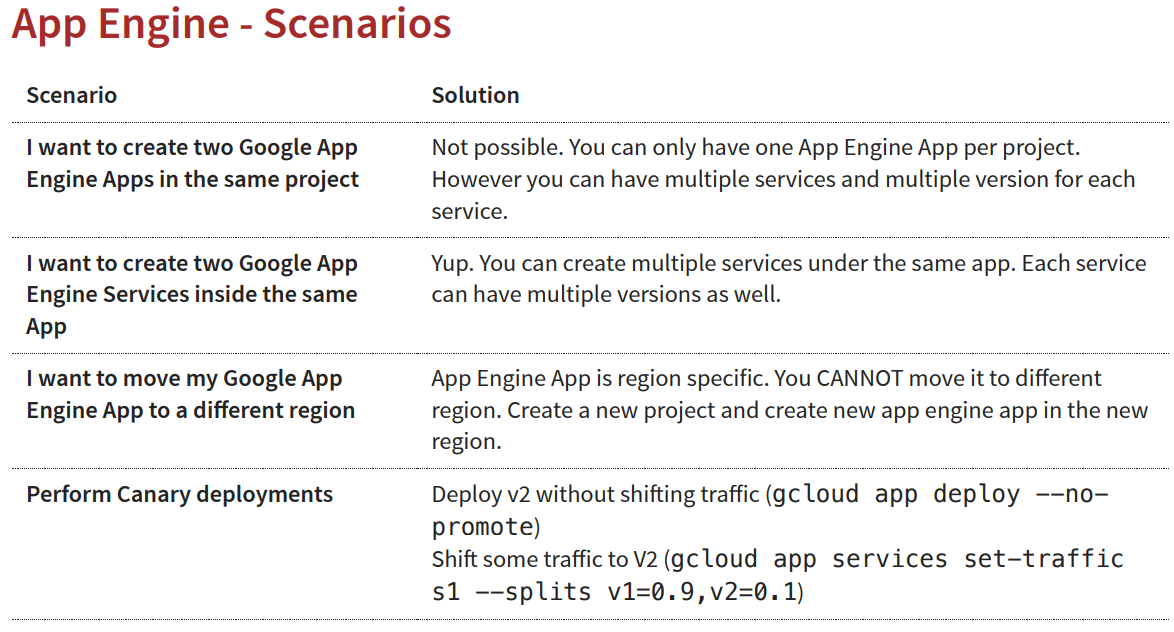 App Engine - Scenarios
Scenario
Solution
I want to create two Google App
Engine Apps in the same project
Not possible. You can only have one App Engine App per project.
However you can have multiple services and multiple version for each
service.
I want to create two Google App
Engine Services inside the same
App
Yup. You can create multiple services under the same app. Each service
can have multiple versions as well.
I want to move my Google App
Engine App to a different region
App Engine App is region specific. You CANNOT move it to different
region. Create a new project and create new app engine app in the new
region.
Perform Canary deployments
Deploy v2 without shifting traffic (gcloud app deploy --no-
promote)
Shift some traffic to V2 (gcloud app services set-traffic
s1 --splits v1=0.9,v2=0.1)